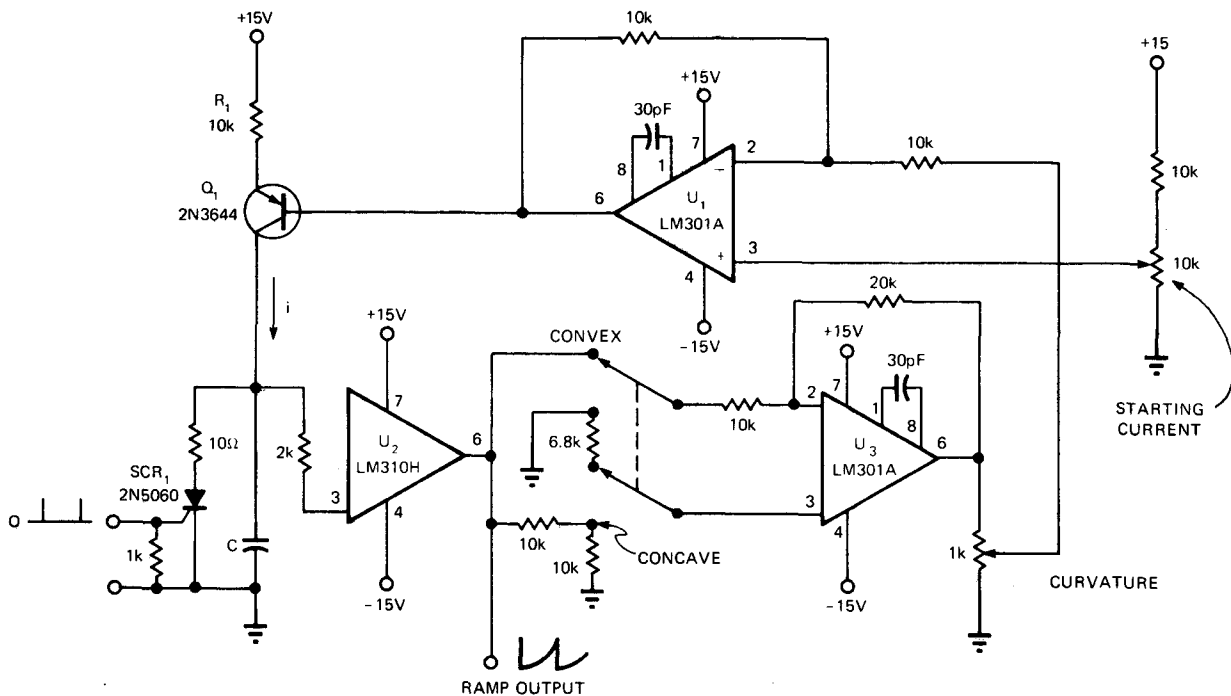 +15V
10k
+15
R1
10k
+15V
30pF
7
2
10k
10k
8
1
−
Q1
2N3644
6
U1
LM301A
3
+
10k
4
20k
i
−15V
+15V
CONVEX
+15V
30pF
7
2
7
1
8
STARTING
CURRENT
10Ω
2k
U2
LM310H
6
6.8k
10k
U3
LM301A
6
SCR1
2N5060
3
4
3
4
0
10k
CONCAVE
1k
C
10k
1k
CURVATURE
−15V
−15V
RAMP OUTPUT